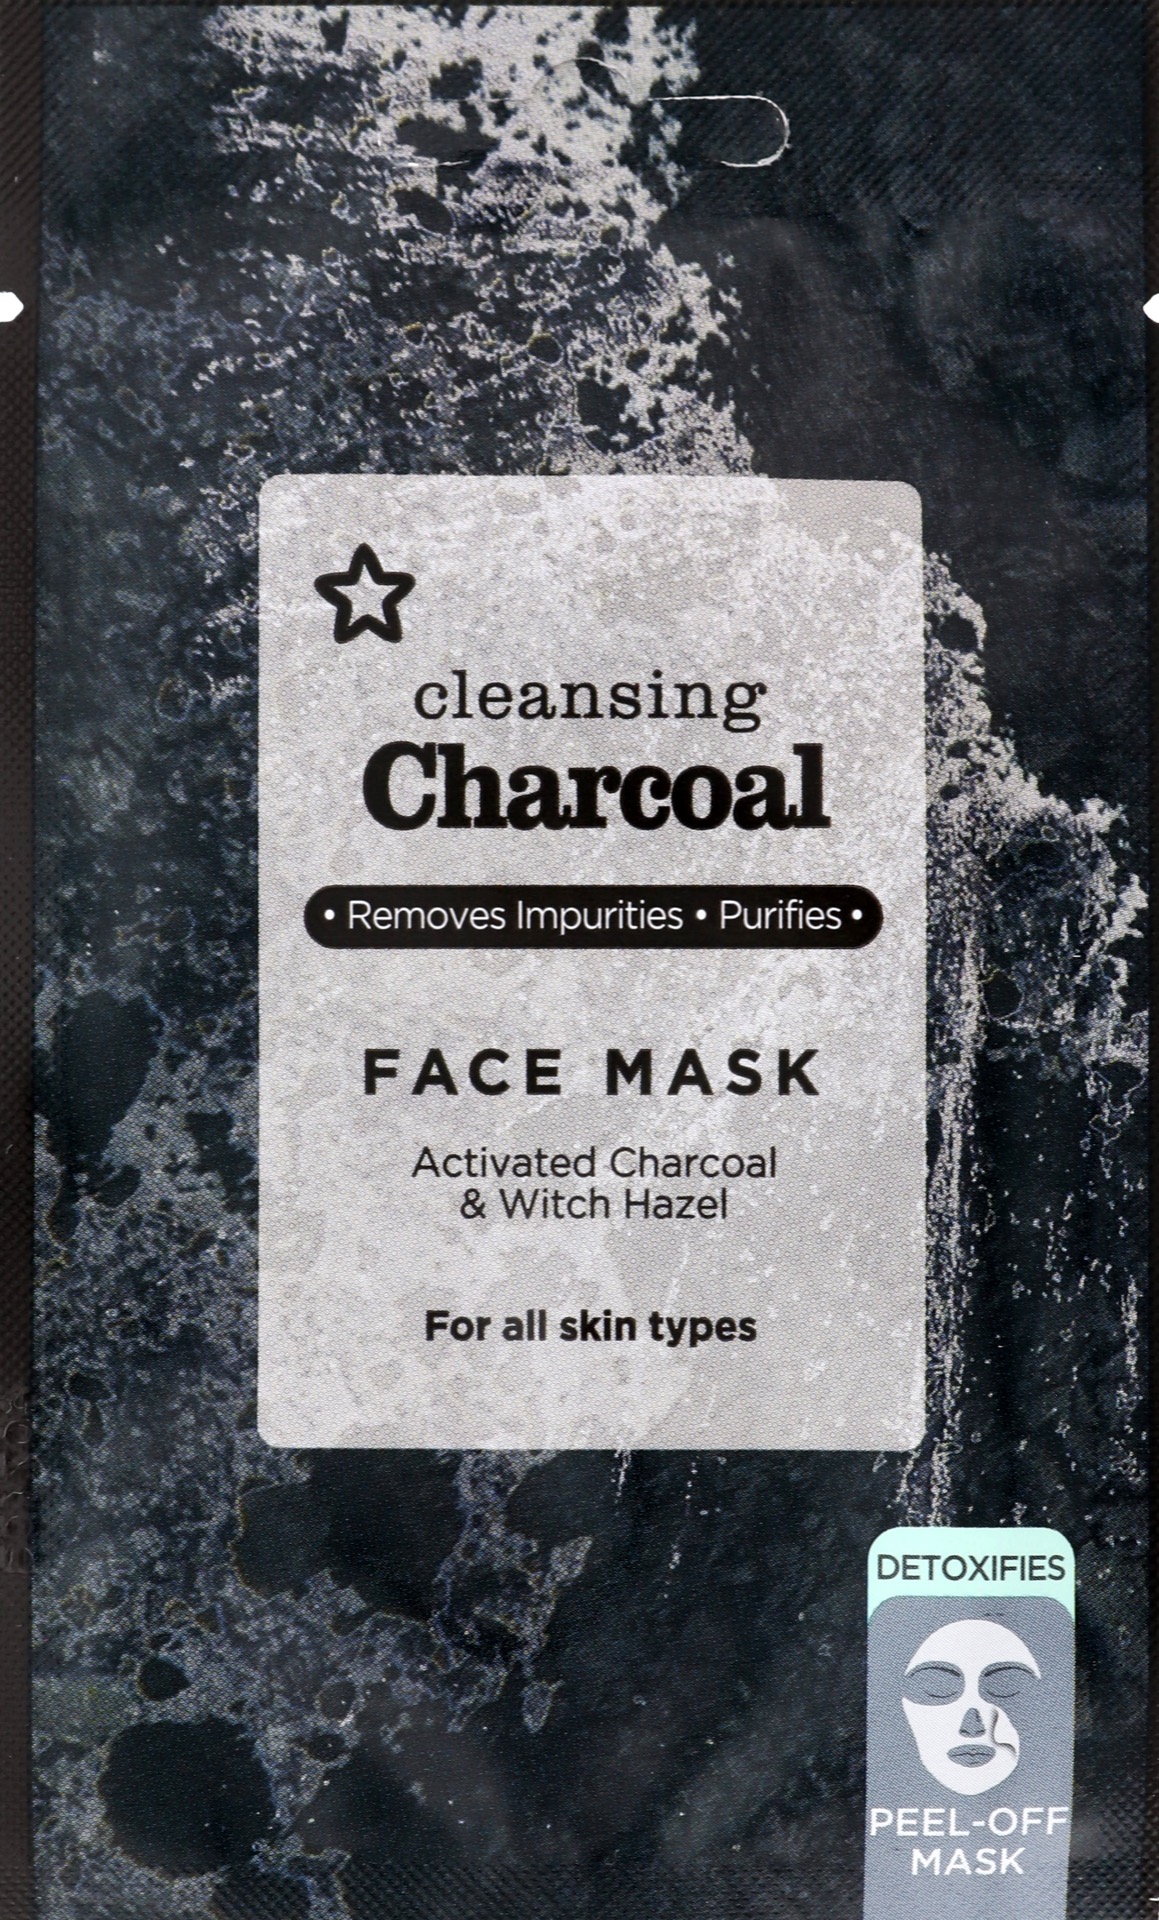 cleansing
Charcoal
• Removes Impurities • Purifies •
FACE MASK
Activated Charcoal
& Witch Hazel
For all skin types
DETOXIFIES
PEEL-OFF
MASK